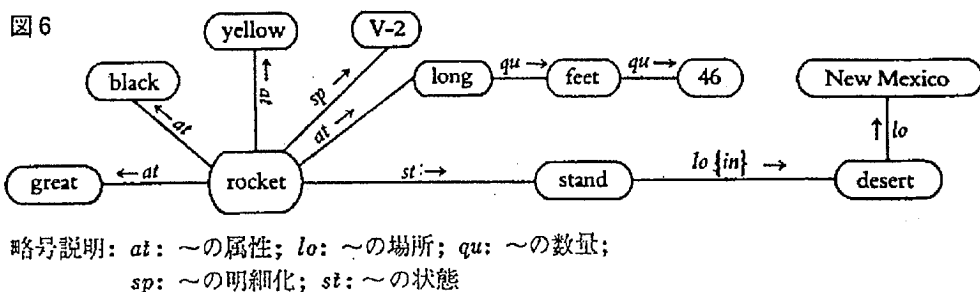 図6
yellow
V-2
black
long
qu →
feet
qu →
46
New Mexico
← at
← at
sp →
at →
↑ lo
great
← at
rocket
st: →
stand
lo {in} →
desert
略号説明: at: 〜の属性; lo: 〜の場所; qu: 〜の数量;
sp: 〜の明細化; st: 〜の状態